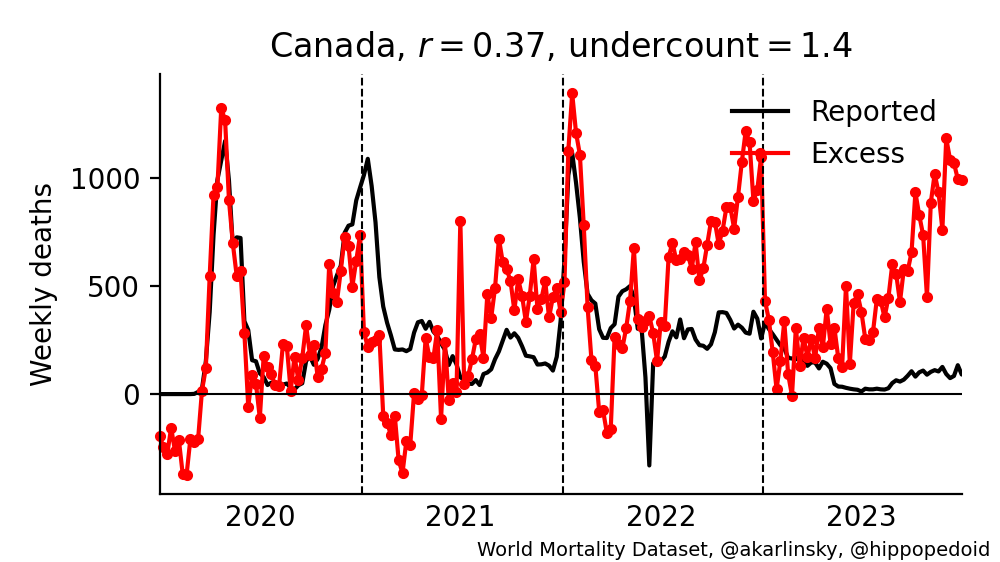 Canada, r = 0.37, undercount = 1.4
Reported
Excess
Weekly deaths
1000
500
0
2020 2021 2022 2023
World Mortality Dataset, @akarlinsky, @hippopedoid